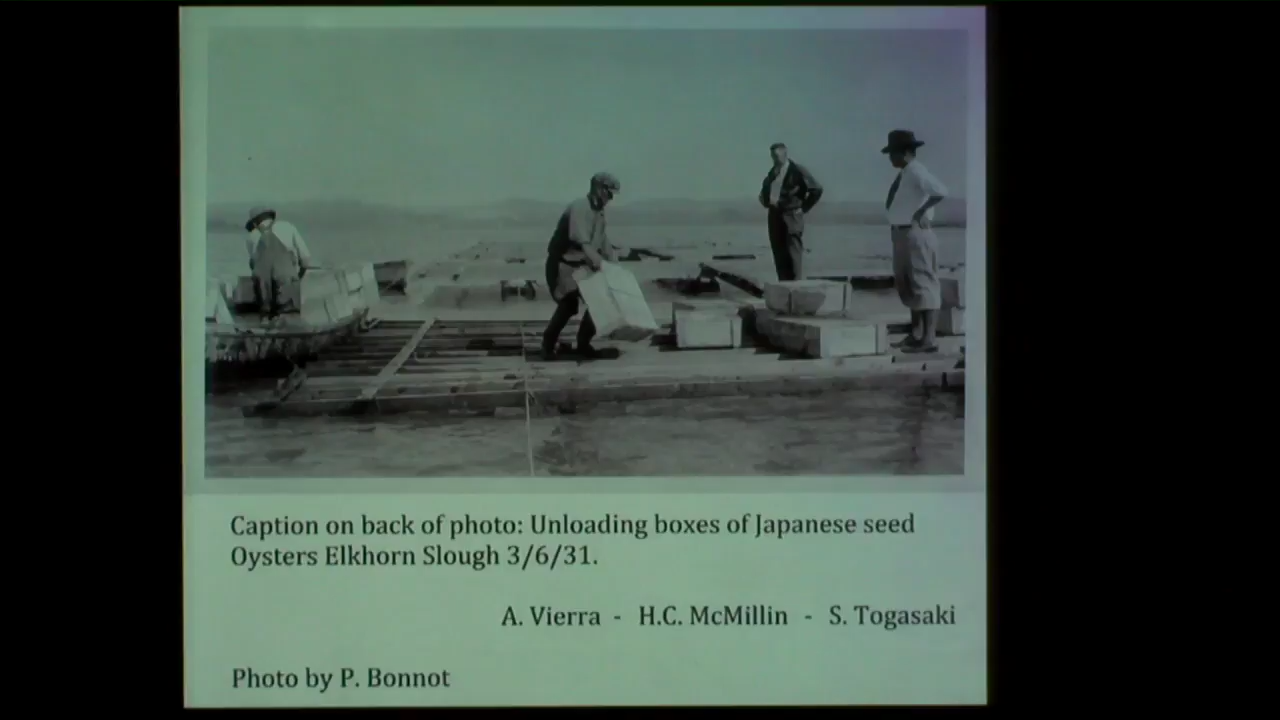 Caption on back of photo: Unloading boxes of Japanese seed
Oysters Elkhorn Slough 3/6/31.
A. Vierra - H.C. McMillin - S. Togasaki
Photo by P. Bonnot